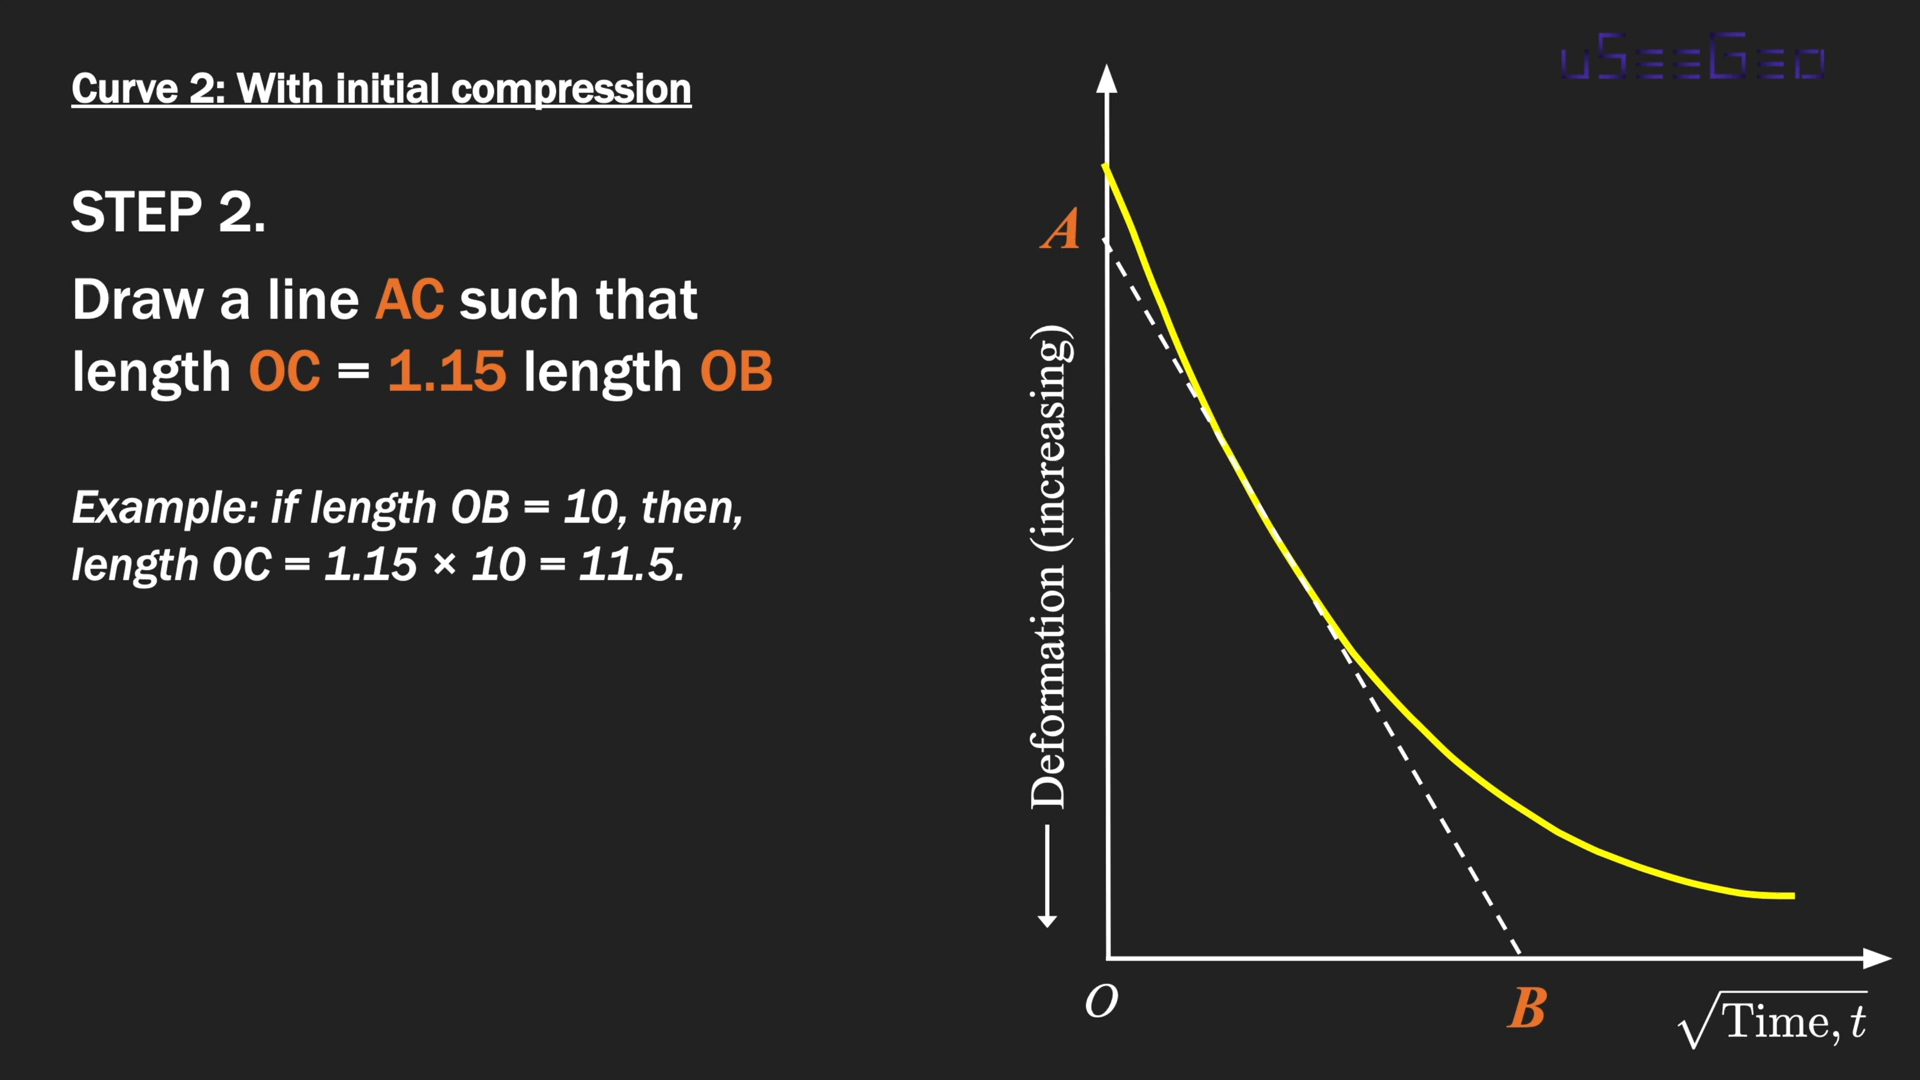 uSeeGeo
Curve 2: With initial compression
STEP 2.
Draw a line AC such that
length OC = 1.15 length OB
Example: if length OB = 10, then,
length OC = 1.15 × 10 = 11.5.
A
Deformation (increasing)
O
B
√Time, t